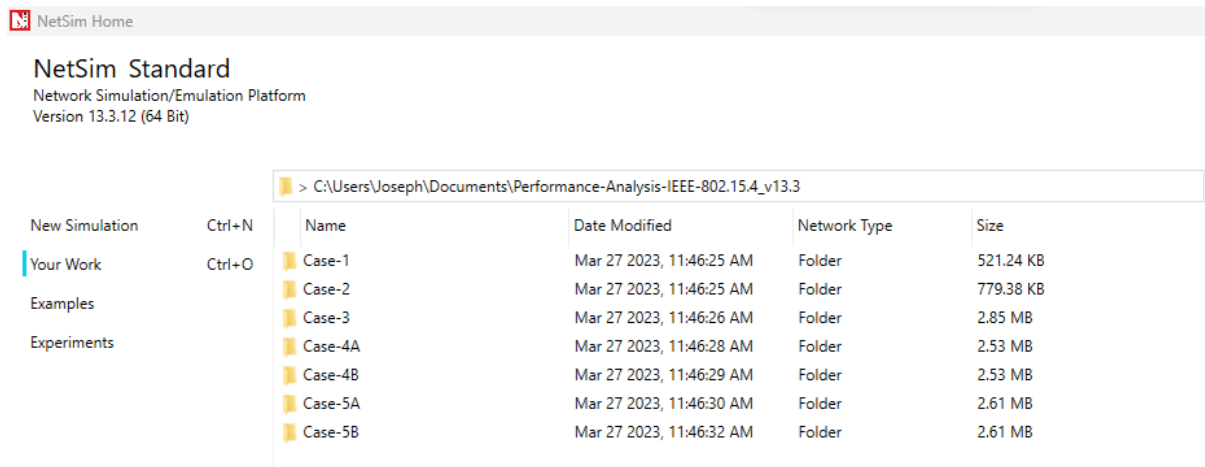 NetSim Home
NetSim Standard
Network Simulation/Emulation Platform
Version 13.3.12 (64 Bit)
> C:\Users\Joseph\Documents\Performance-Analysis-IEEE-802.15.4_v13.3
New Simulation Ctrl+N
Your Work Ctrl+O
Examples
Experiments
Name Date Modified Network Type Size
Case-1 Mar 27 2023, 11:46:25 AM Folder 521.24 KB
Case-2 Mar 27 2023, 11:46:25 AM Folder 779.38 KB
Case-3 Mar 27 2023, 11:46:26 AM Folder 2.85 MB
Case-4A Mar 27 2023, 11:46:28 AM Folder 2.53 MB
Case-4B Mar 27 2023, 11:46:29 AM Folder 2.53 MB
Case-5A Mar 27 2023, 11:46:30 AM Folder 2.61 MB
Case-5B Mar 27 2023, 11:46:32 AM Folder 2.61 MB